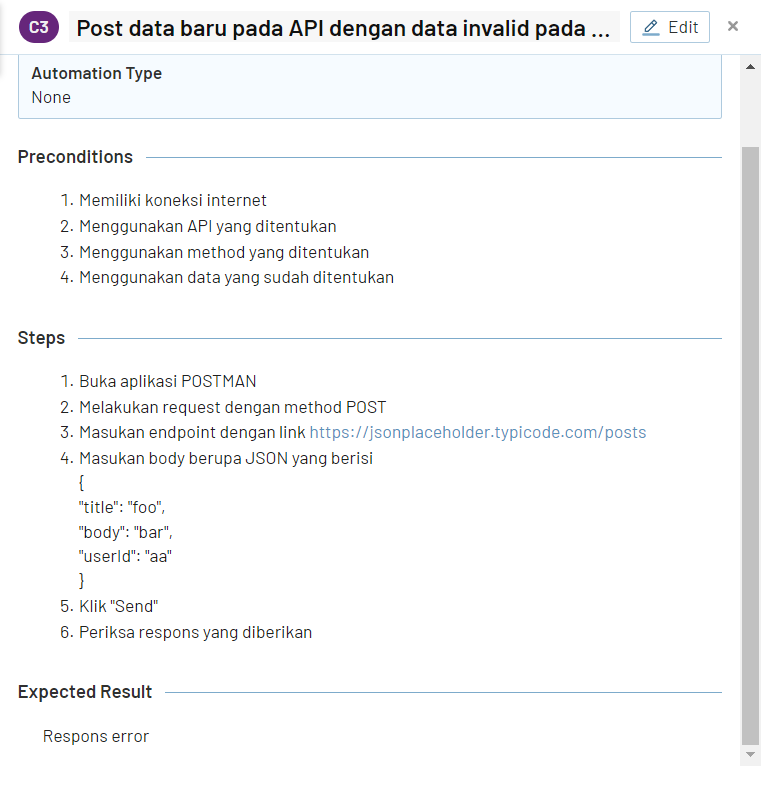 C3 Post data baru pada API dengan data invalid pada ... Edit ×
Automation Type
None
Preconditions
1. Memiliki koneksi internet
2. Menggunakan API yang ditentukan
3. Menggunakan method yang ditentukan
4. Menggunakan data yang sudah ditentukan
Steps
1. Buka aplikasi POSTMAN
2. Melakukan request dengan method POST
3. Masukan endpoint dengan link https://jsonplaceholder.typicode.com/posts
4. Masukan body berupa JSON yang berisi
{
"title": "foo",
"body": "bar",
"userId": "aa"
}
5. Klik "Send"
6. Periksa respons yang diberikan
Expected Result
Respons error